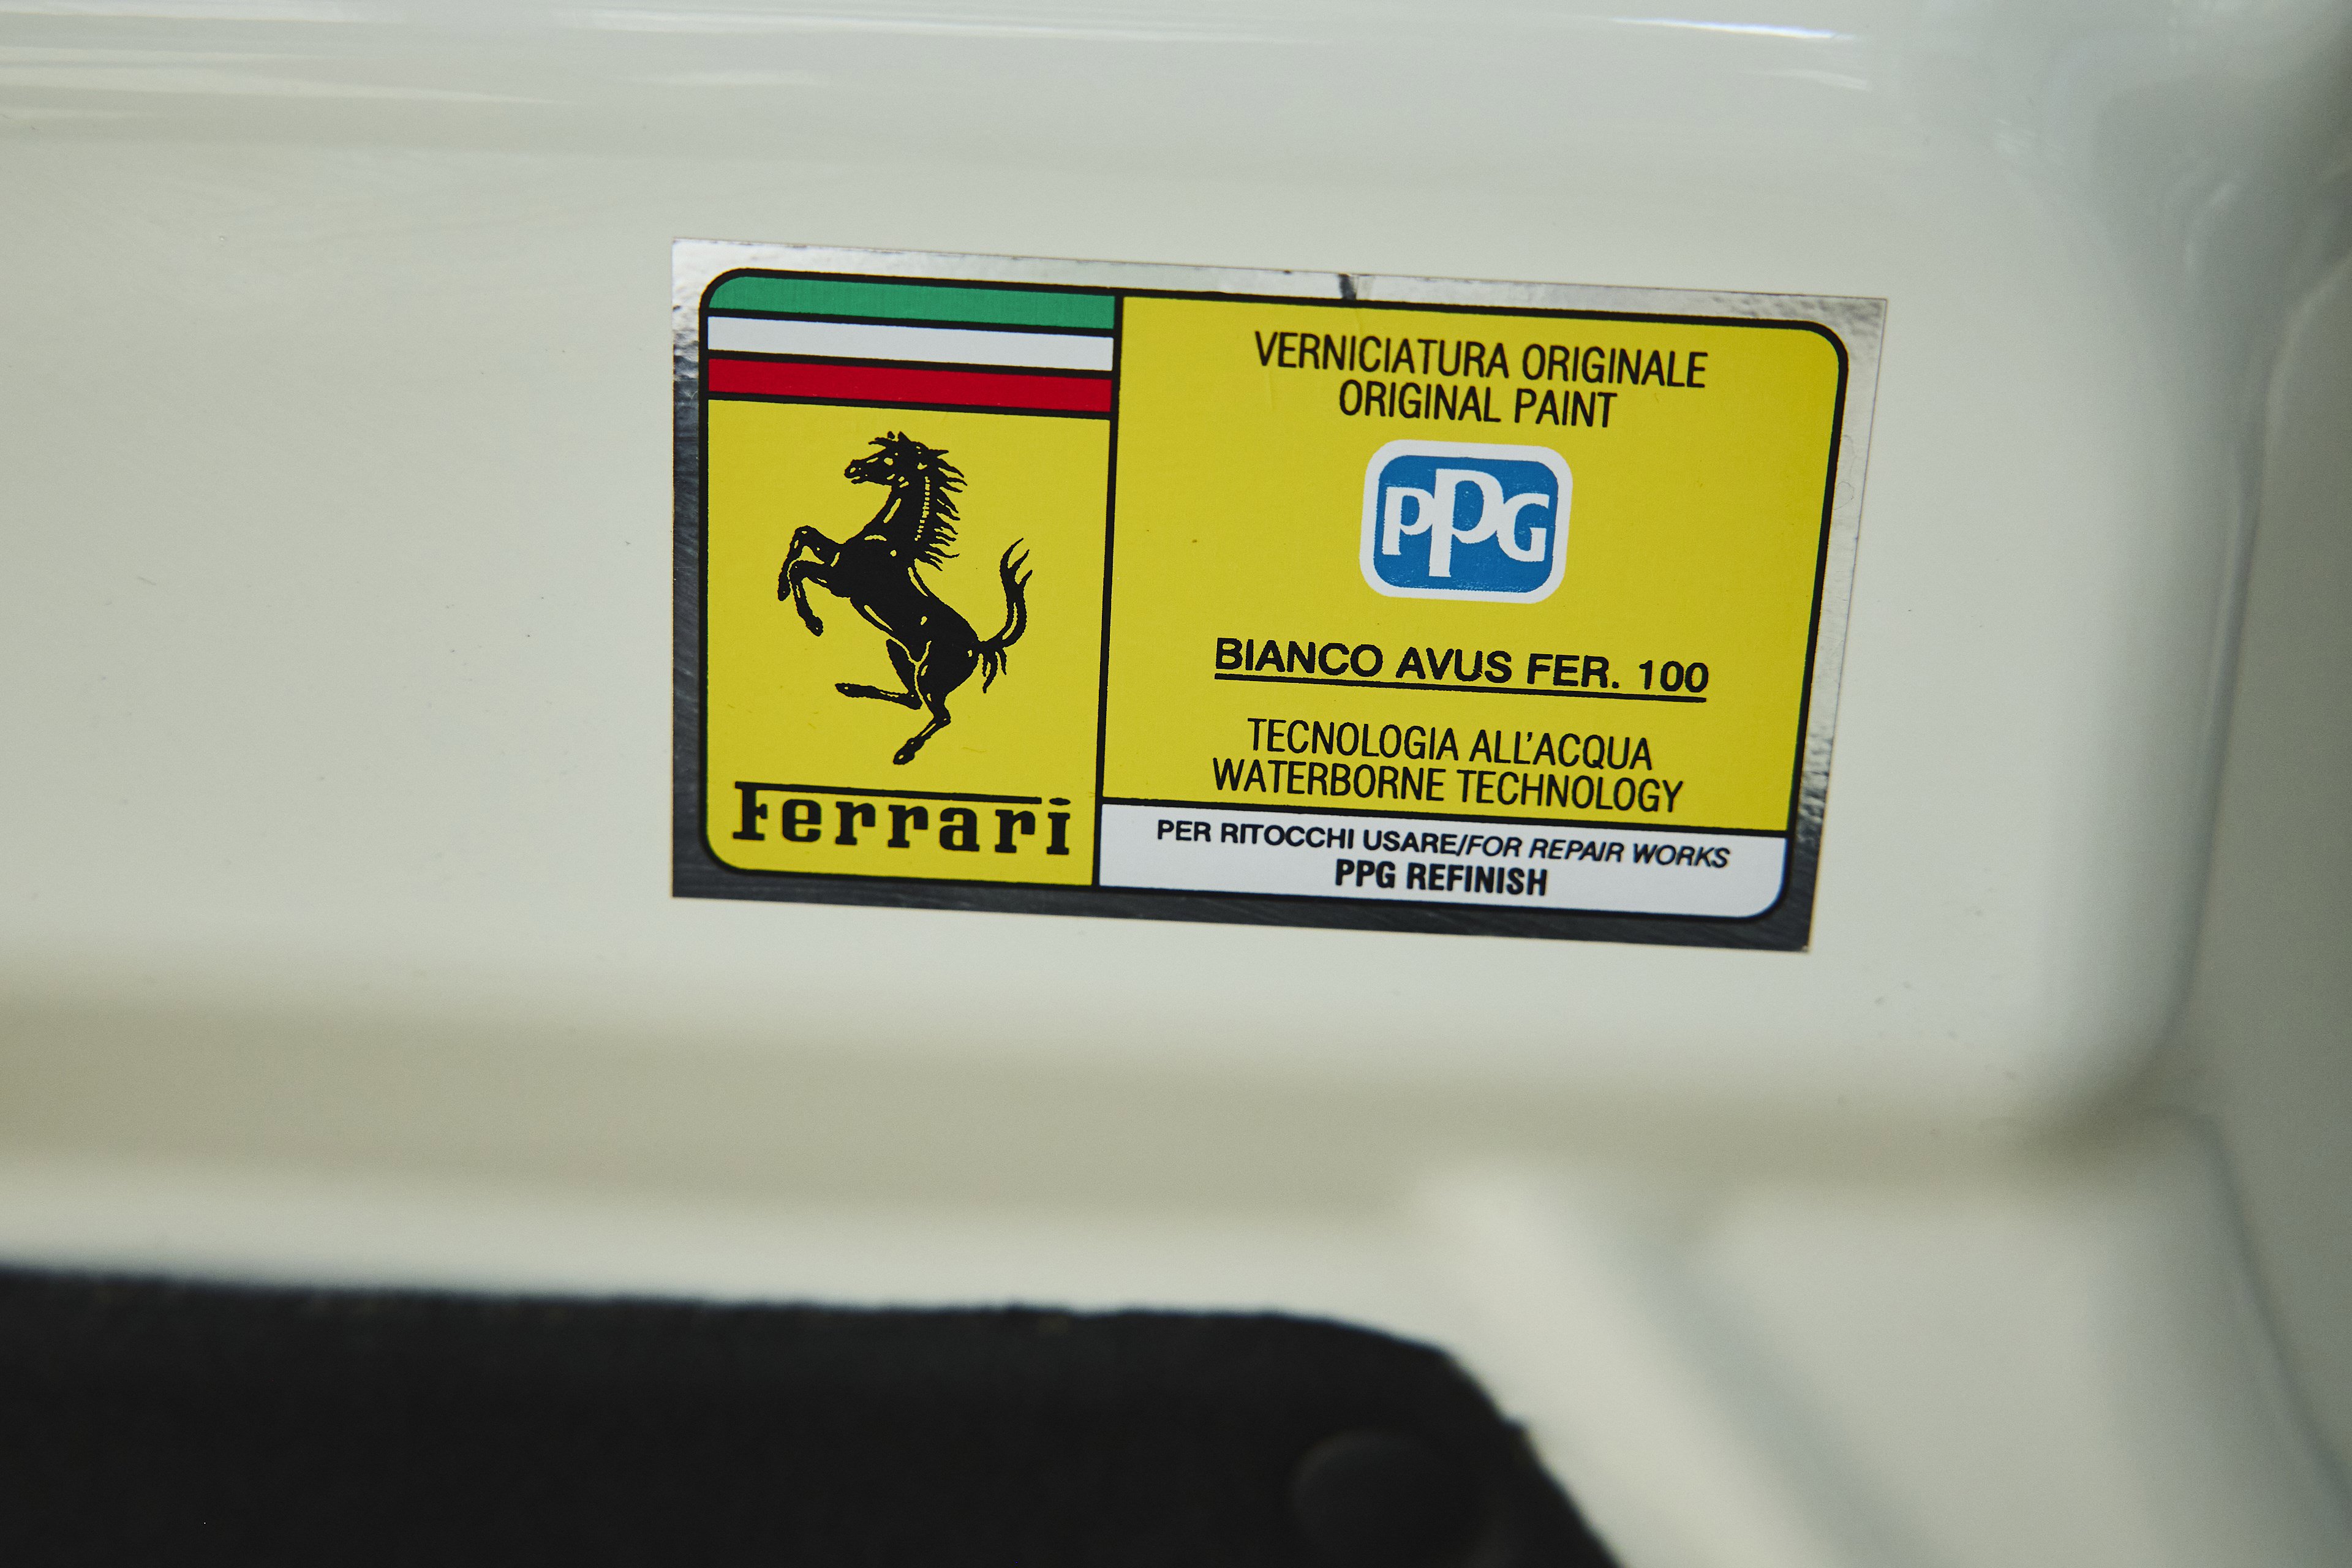 Ferrari
VERNICIATURA ORIGINALE
ORIGINAL PAINT
PPG
BIANCO AVUS FER. 100
TECNOLOGIA ALL'ACQUA
WATERBORNE TECHNOLOGY
PER RITOCCHI USARE/FOR REPAIR WORKS
PPG REFINISH